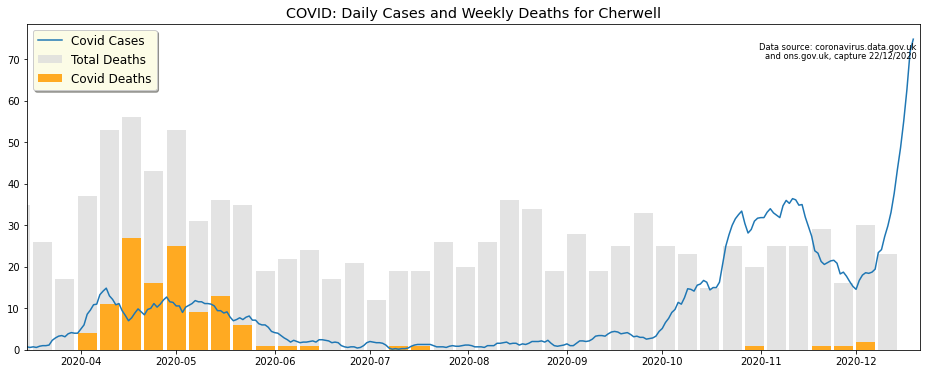 COVID: Daily Cases and Weekly Deaths for Cherwell
Covid Cases
Total Deaths
Covid Deaths
Data source: coronavirus.data.gov.uk
and ons.gov.uk, capture 22/12/2020
70
60
50
40
30
20
10
0
2020-04 2020-05 2020-06 2020-07 2020-08 2020-09 2020-10 2020-11 2020-12